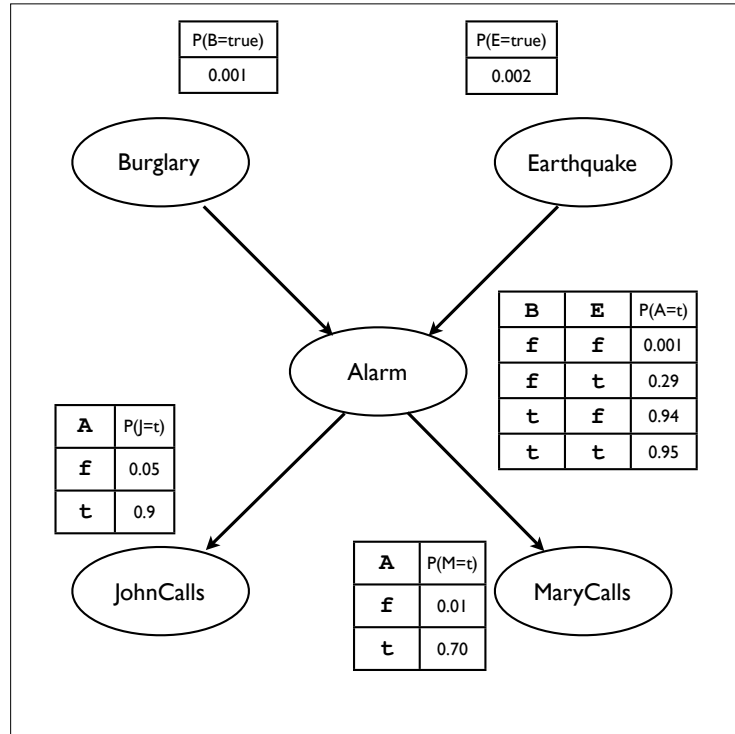 P(B=true)
0.001
P(E=true)
0.002
Burglary
Earthquake
B E P(A=t)
f f 0.001
f t 0.29
t f 0.94
t t 0.95
Alarm
A P(J=t)
f 0.05
t 0.9
A P(M=t)
f 0.01
t 0.70
JohnCalls
MaryCalls